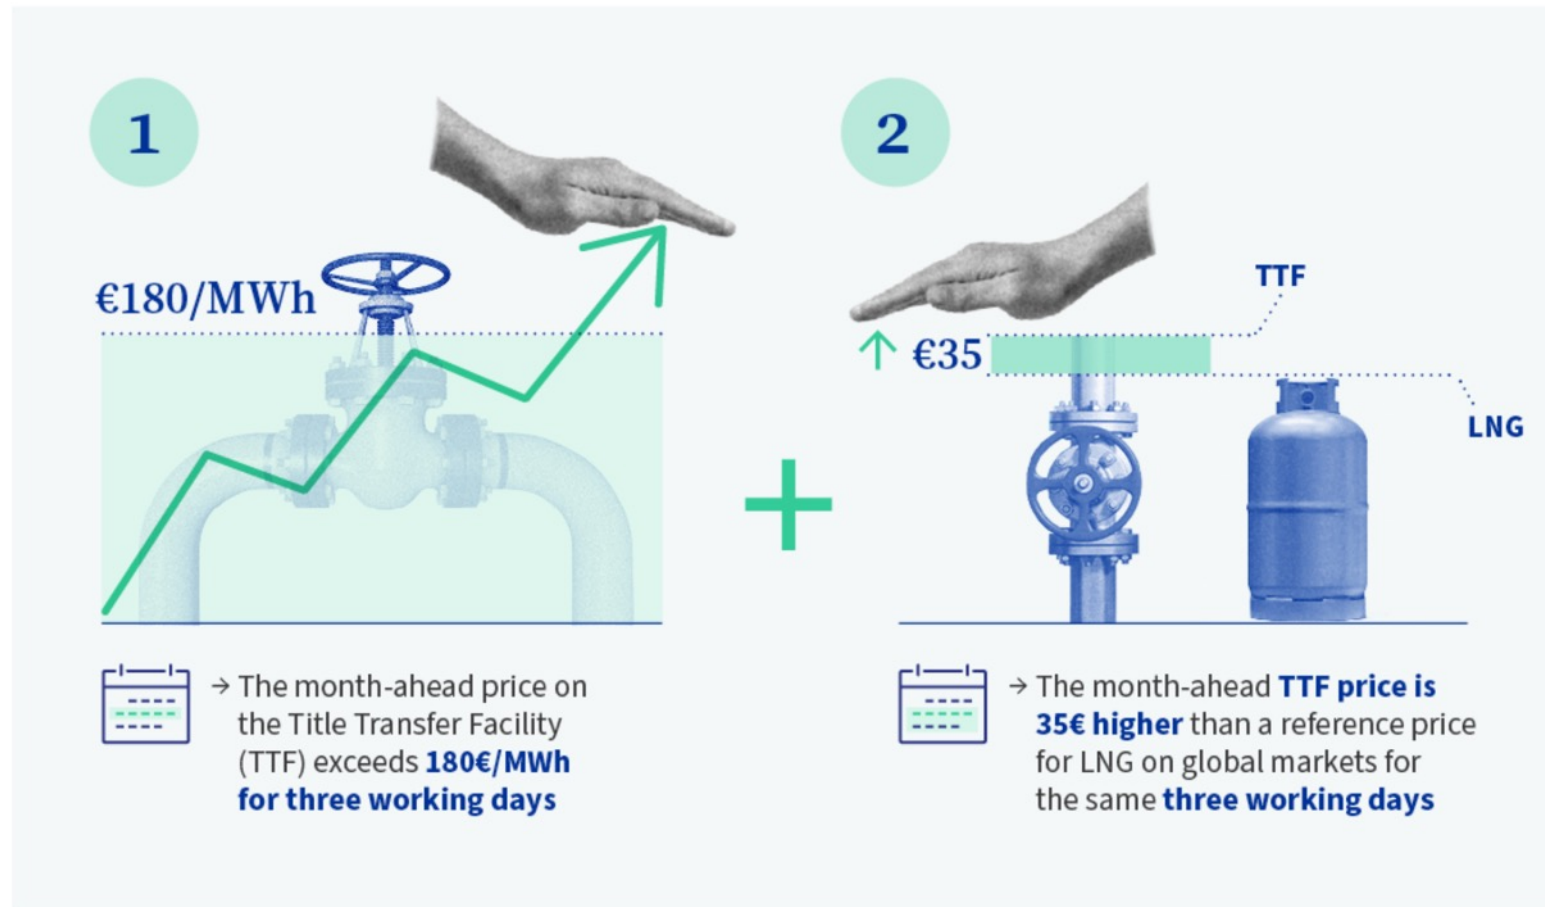 1
€180/MWh
→ The month-ahead price on
the Title Transfer Facility
(TTF) exceeds 180€/MWh
for three working days
+
2
TTF
€35
LNG
→ The month-ahead TTF price is
35€ higher than a reference price
for LNG on global markets for
the same three working days